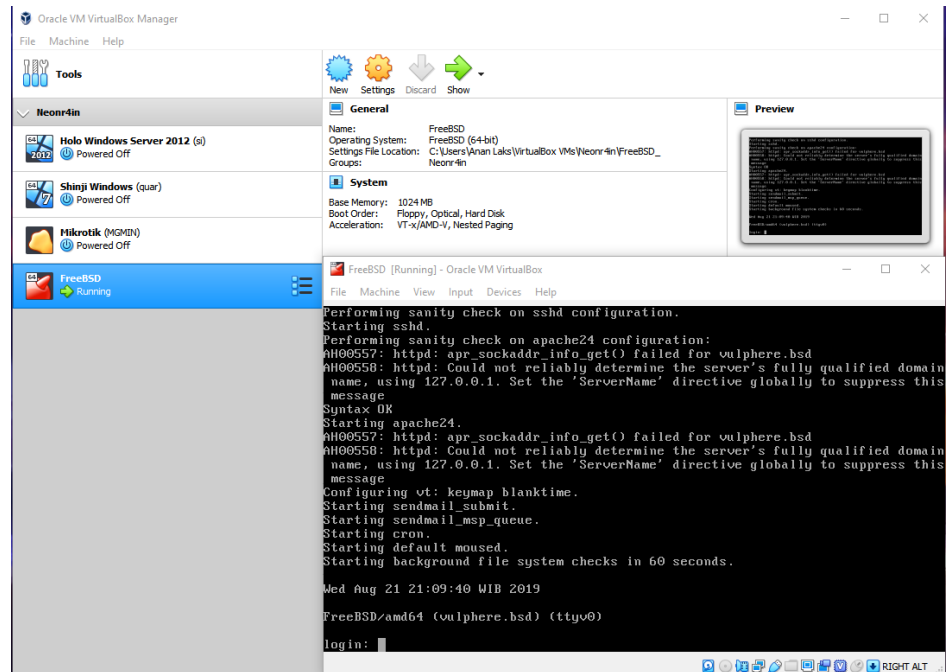 Oracle VM VirtualBox Manager
File Machine Help
Tools
New Settings Discard Show
Neonr4in
64 2012 Holo Windows Server 2012 (si)
Powered Off
64 7 Shinji Windows (quar)
Powered Off
Mikrotik (MGMIN)
Powered Off
64 FreeBSD
Running
General
Name: FreeBSD
Operating System: FreeBSD (64-bit)
Settings File Location: C:\Users\Anan Laks\VirtualBox VMs\Neonr4in\FreeBSD_
Groups: Neonr4in
System
Base Memory: 1024 MB
Boot Order: Floppy, Optical, Hard Disk
Acceleration: VT-x/AMD-V, Nested Paging
Preview
FreeBSD [Running] - Oracle VM VirtualBox
File Machine View Input Devices Help
Performing sanity check on sshd configuration.
Starting sshd.
Performing sanity check on apache24 configuration:
AH00557: httpd: apr_sockaddr_info_get() failed for vulphere.bsd
AH00558: httpd: Could not reliably determine the server's fully qualified domain
name, using 127.0.0.1. Set the 'ServerName' directive globally to suppress this
message
Syntax OK
Starting apache24.
AH00557: httpd: apr_sockaddr_info_get() failed for vulphere.bsd
AH00558: httpd: Could not reliably determine the server's fully qualified domain
name, using 127.0.0.1. Set the 'ServerName' directive globally to suppress this
message
Configuring vt: keymap blanktime.
Starting sendmail_submit.
Starting sendmail_msp_queue.
Starting cron.
Starting default moused.
Starting background file system checks in 60 seconds.
Wed Aug 21 21:09:40 WIB 2019
FreeBSD/amd64 (vulphere.bsd) (ttyv0)
login:
RIGHT ALT